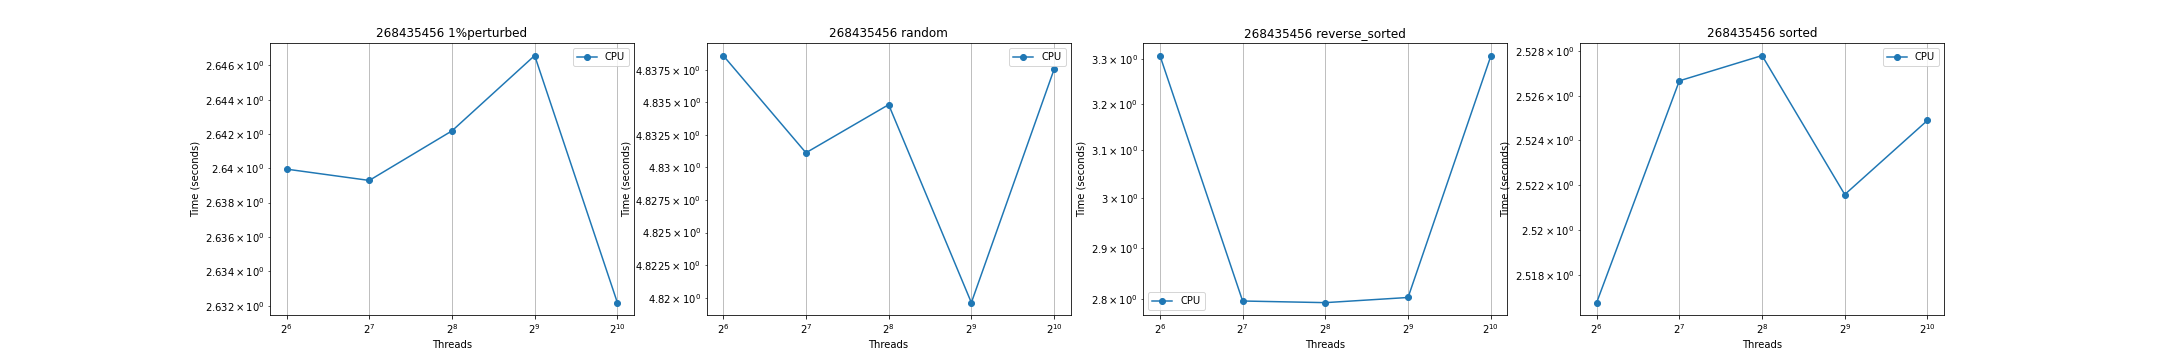 268435456 1%perturbed
CPU
2.646 × 10⁰
2.644 × 10⁰
2.642 × 10⁰
2.64 × 10⁰
2.638 × 10⁰
2.636 × 10⁰
2.634 × 10⁰
2.632 × 10⁰
Time (seconds)
2⁶ 2⁷ 2⁸ 2⁹ 2¹⁰
Threads
268435456 random
CPU
4.8375 × 10⁰
4.835 × 10⁰
4.8325 × 10⁰
4.83 × 10⁰
4.8275 × 10⁰
4.825 × 10⁰
4.8225 × 10⁰
4.82 × 10⁰
Time (seconds)
2⁶ 2⁷ 2⁸ 2⁹ 2¹⁰
Threads
268435456 reverse_sorted
3.3 × 10⁰
3.2 × 10⁰
3.1 × 10⁰
3 × 10⁰
2.9 × 10⁰
2.8 × 10⁰
Time (seconds)
CPU
2⁶ 2⁷ 2⁸ 2⁹ 2¹⁰
Threads
268435456 sorted
CPU
2.528 × 10⁰
2.526 × 10⁰
2.524 × 10⁰
2.522 × 10⁰
2.52 × 10⁰
2.518 × 10⁰
Time (seconds)
2⁶ 2⁷ 2⁸ 2⁹ 2¹⁰
Threads